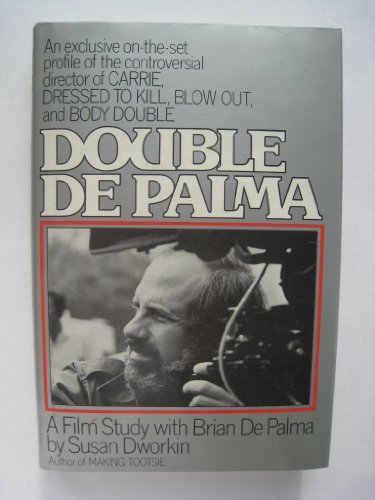 An exclusive on-the-set
profile of the controversial
director of CARRIE,
DRESSED TO KILL, BLOW OUT,
and BODY DOUBLE
DOUBLE
DE PALMA
A Film Study with Brian De Palma
by Susan Dworkin
Author of MAKING TOOTSIE